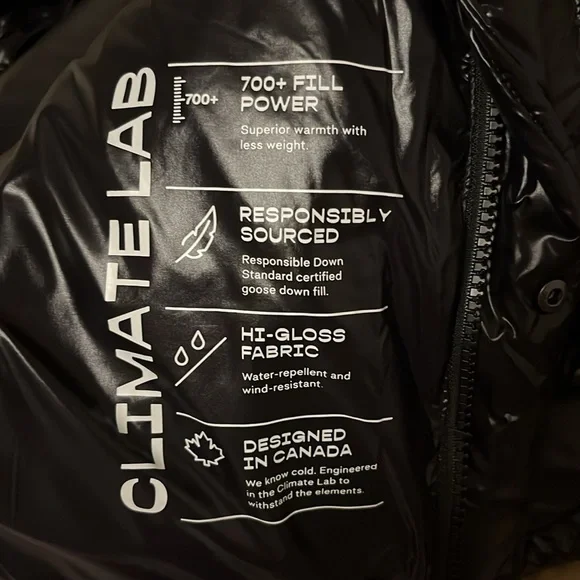 CLIMATE LAB
700+
700+ FILL
POWER
Superior warmth with
less weight.
RESPONSIBLY
SOURCED
Responsible Down
Standard certified
goose down fill.
HI-GLOSS
FABRIC
Water-repellent and
wind-resistant.
DESIGNED
IN CANADA
We know cold. Engineered
in the Climate Lab to
withstand the elements.